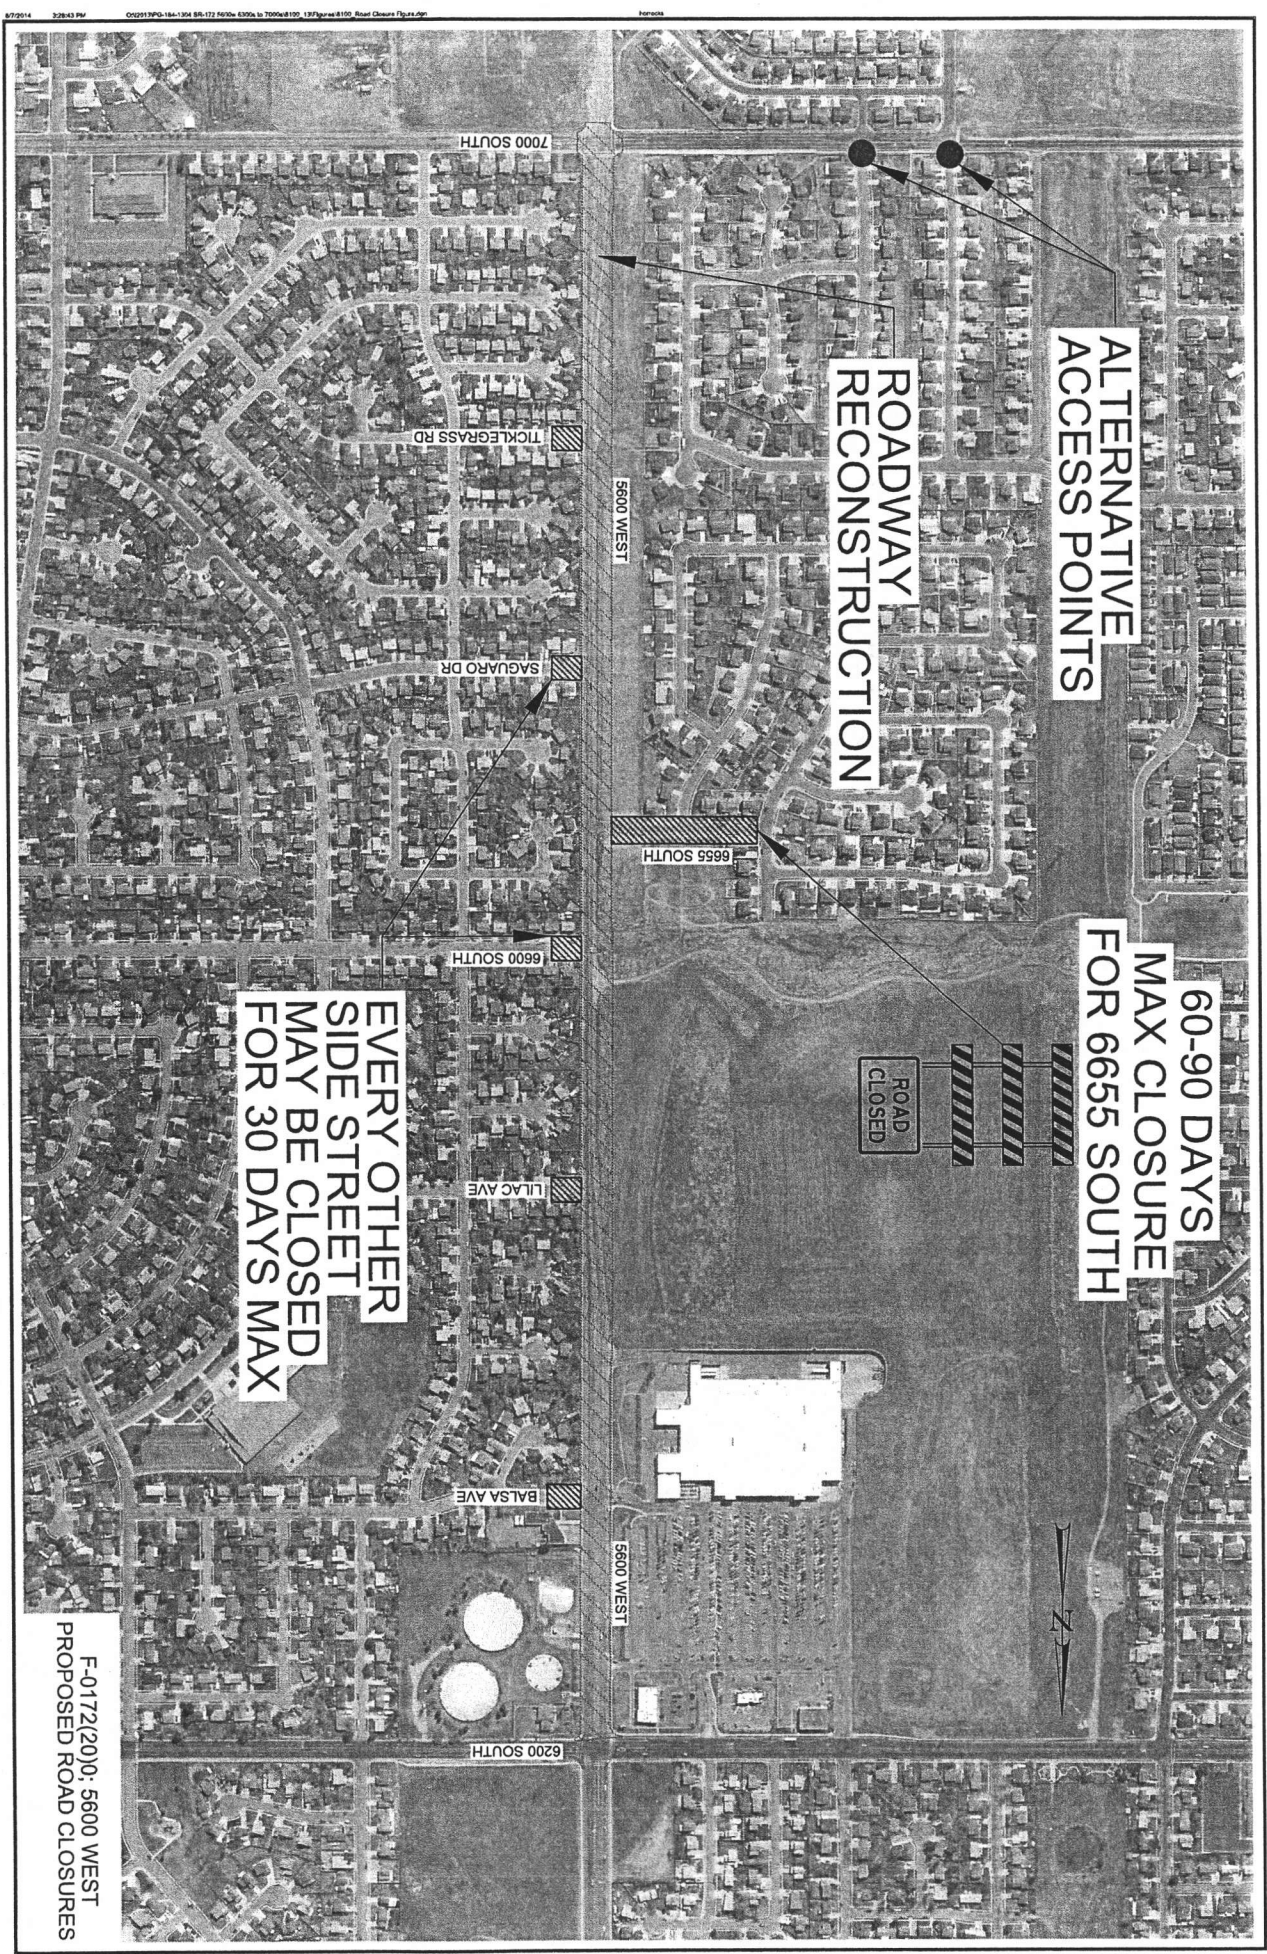 8/7/2014
3:28:43 PM
horrocks
7000 SOUTH
ALTERNATIVE
ACCESS POINTS
ROADWAY
RECONSTRUCTION
TICKLEGRASS RD
5600 WEST
SAGUARO DR
6655 SOUTH
6600 SOUTH
60-90 DAYS
MAX CLOSURE
FOR 6655 SOUTH
ROAD
CLOSED
EVERY OTHER
SIDE STREET
MAY BE CLOSED
FOR 30 DAYS MAX
LILAC AVE
BALSA AVE
5600 WEST
N
6200 SOUTH
F-0172(20)0; 5600 WEST
PROPOSED ROAD CLOSURES